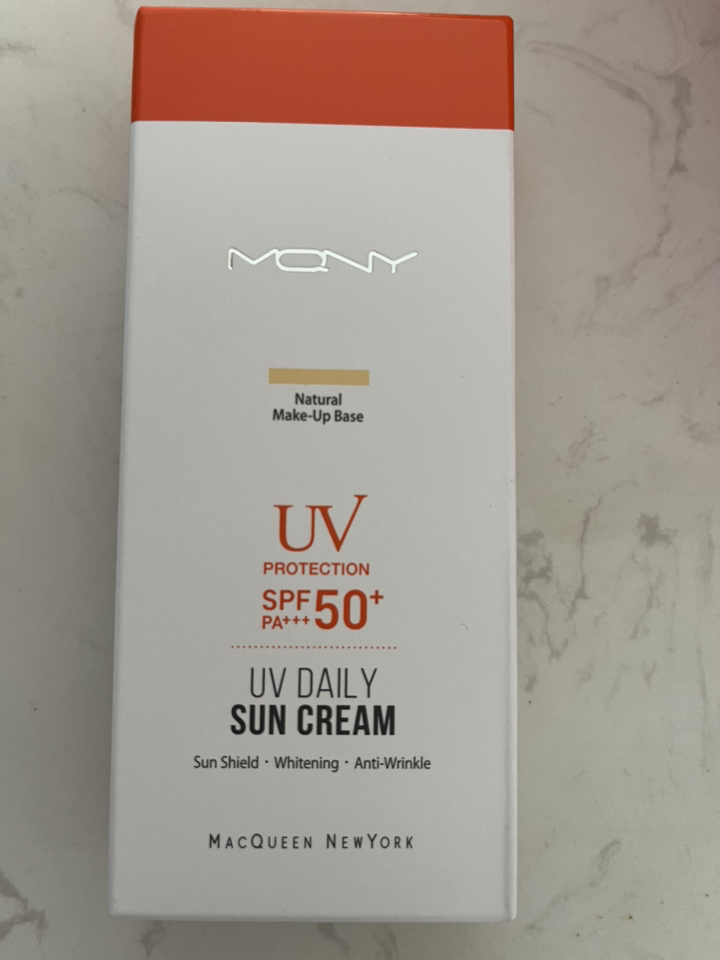 MQNY
Natural
Make-Up Base
UV
PROTECTION
SPF 50+
PA+++
UV DAILY
SUN CREAM
Sun Shield · Whitening · Anti-Wrinkle
MACQUEEN NEWYORK